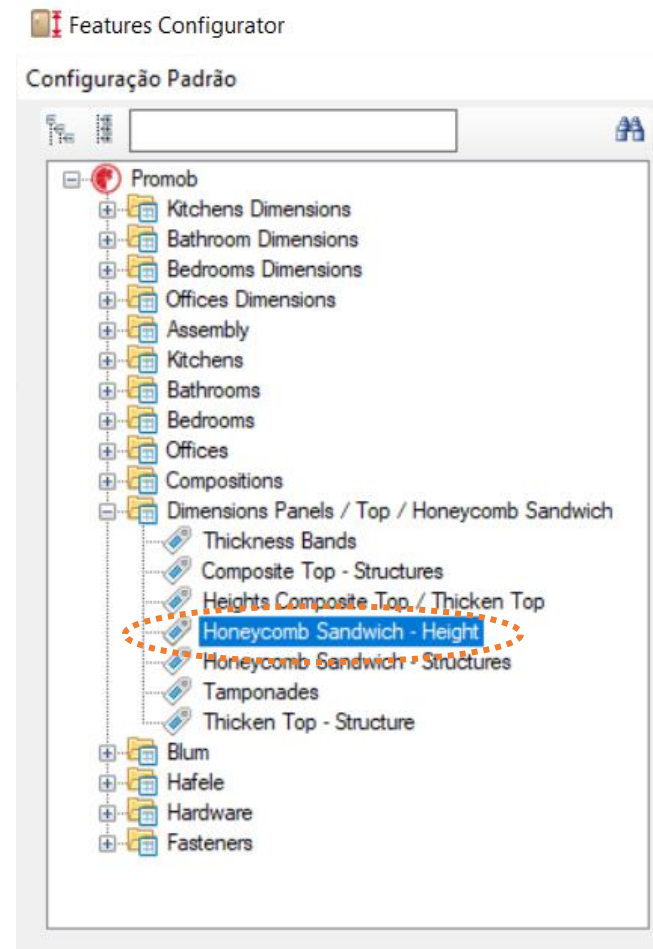 Features Configurator
Configuração Padrão
Promob
Kitchens Dimensions
Bathroom Dimensions
Bedrooms Dimensions
Offices Dimensions
Assembly
Kitchens
Bathrooms
Bedrooms
Offices
Compositions
Dimensions Panels / Top / Honeycomb Sandwich
Thickness Bands
Composite Top - Structures
Heights Composite Top / Thicken Top
Honeycomb Sandwich - Height
Honeycomb Sandwich - Structures
Tamponades
Thicken Top - Structure
Blum
Hafele
Hardware
Fasteners